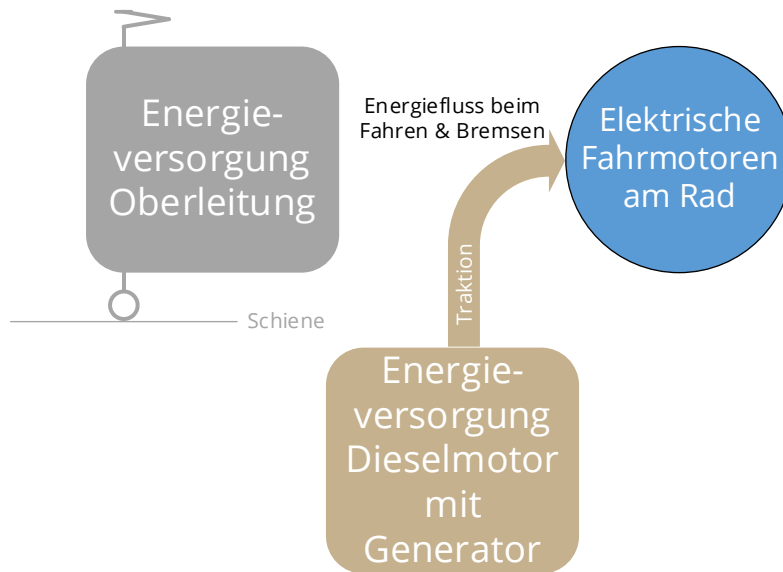 Energie-
versorgung
Oberleitung
Energiefluss beim
Fahren & Bremsen
Elektrische
Fahrmotoren
am Rad
Traktion
Schiene
Energie-
versorgung
Dieselmotor
mit
Generator